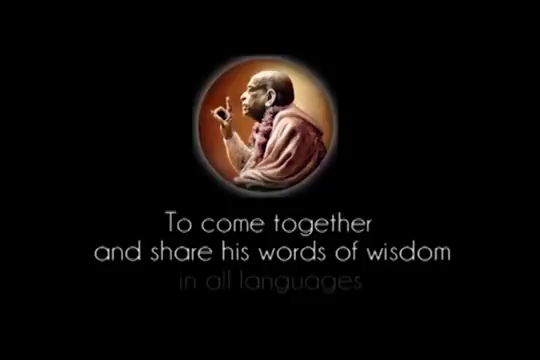 To come together
and share his words of wisdom
in all languages